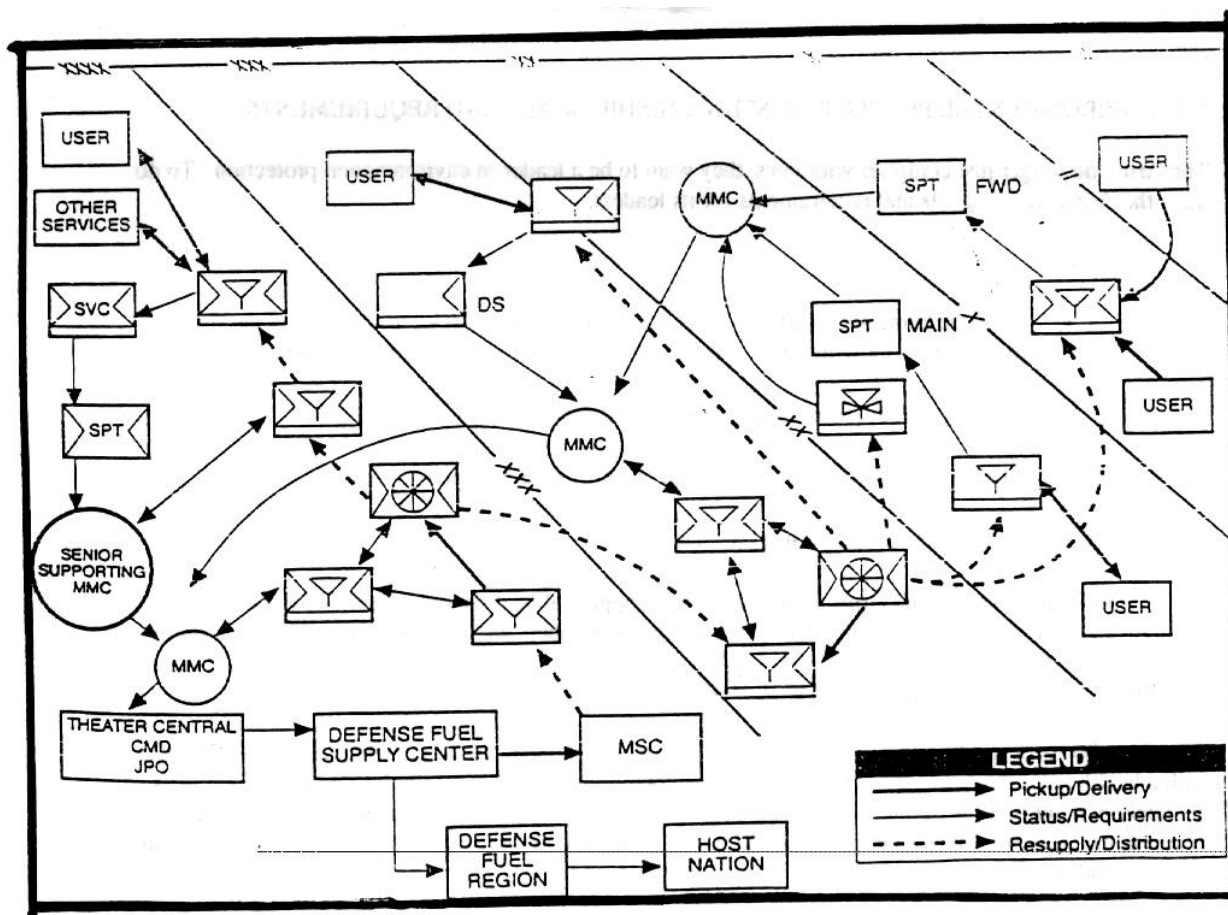 XXXX
XXX
XX
USER
USER
USER
OTHER
SERVICES
MMC
SPT
FWD
SVC
DS
SPT
MAIN
USER
SPT
MMC
XX
XXX
SENIOR
SUPPORTING
MMC
USER
MMC
THEATER CENTRAL
CMD
JPO
DEFENSE FUEL
SUPPLY CENTER
MSC
LEGEND
Pickup/Delivery
Status/Requirements
Resupply/Distribution
DEFENSE
FUEL
REGION
HOST
NATION